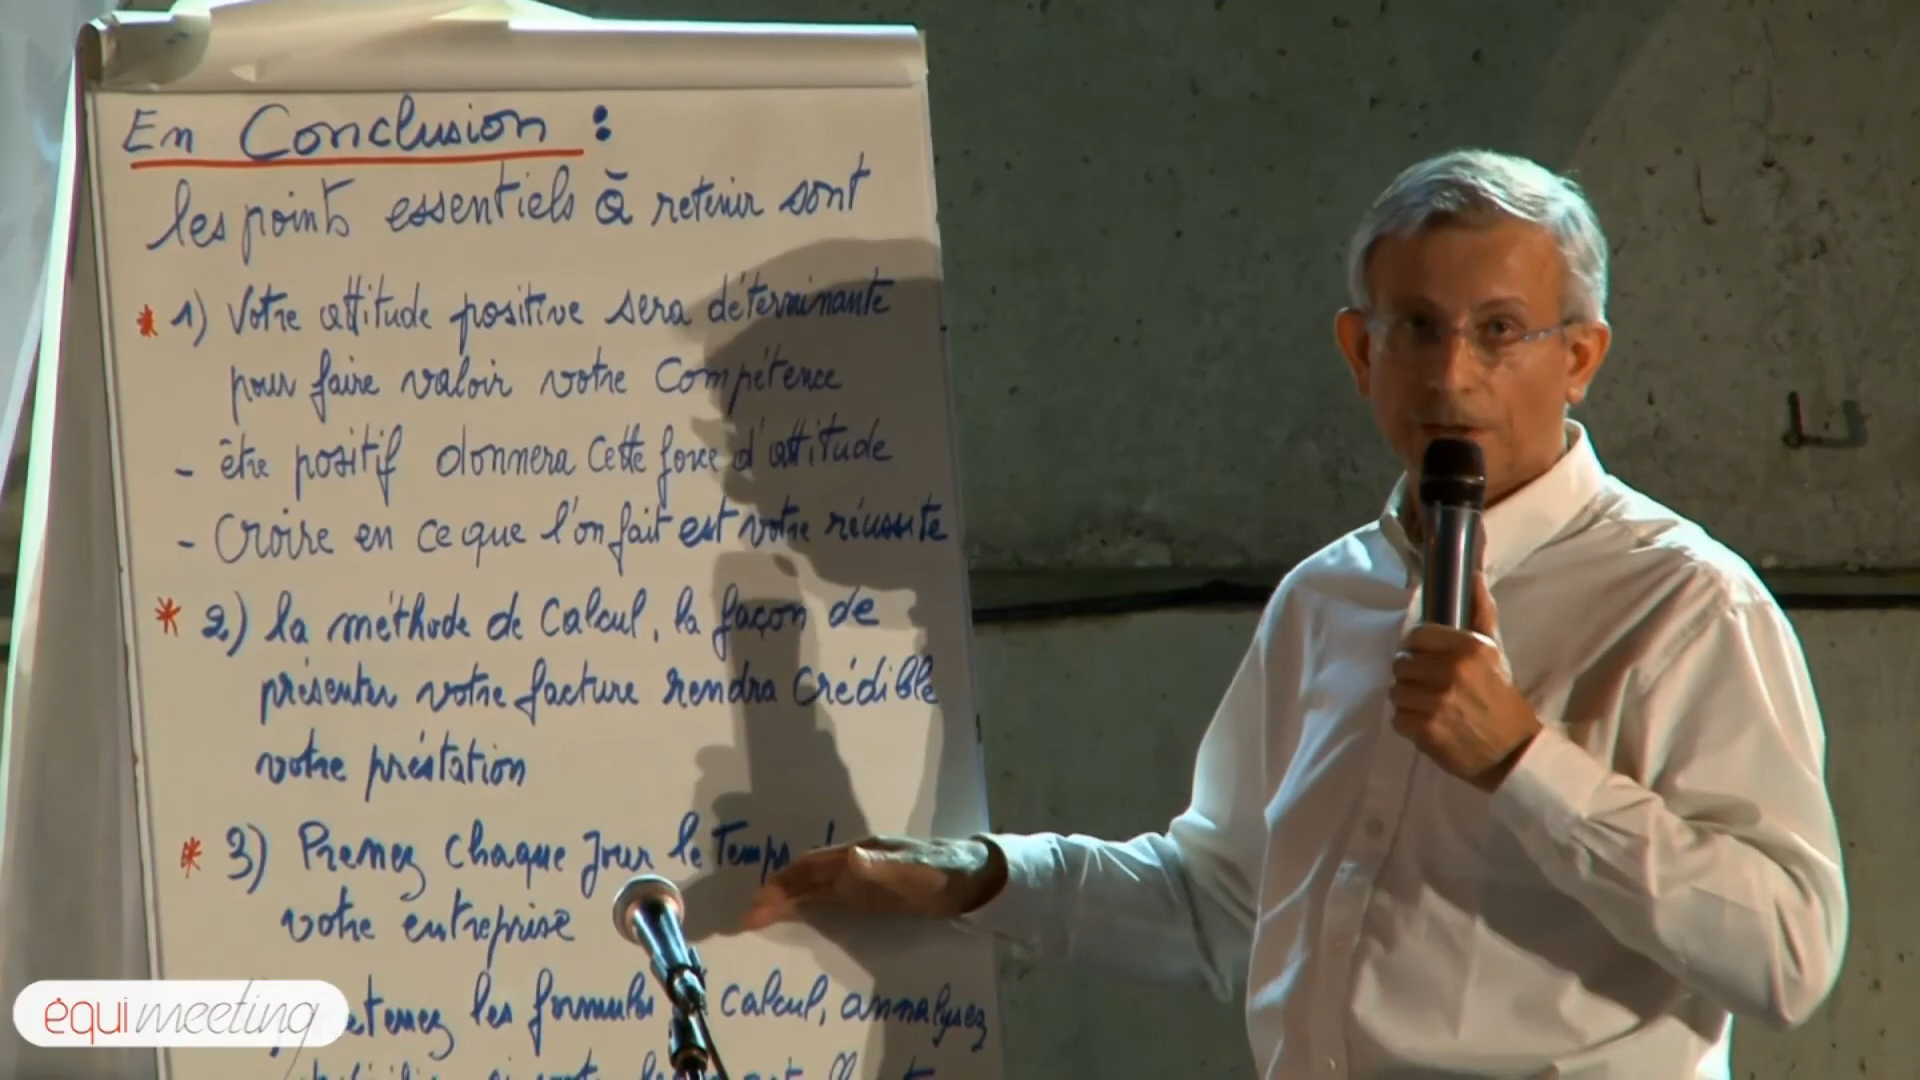 En Conclusion :
les points essentiels à retenir sont
* 1) Votre attitude positive sera déterminante
pour faire valoir votre Compétence
- être positif donnera cette force d'attitude
- Croire en ce que l'on fait est votre réussite
* 2) la méthode de Calcul, la façon de
présenter votre facture rendra Crédible
votre préstation
* 3) Prenez chaque jour le Temps
votre entreprise
les formules Calcul, annalysez
équimeeting